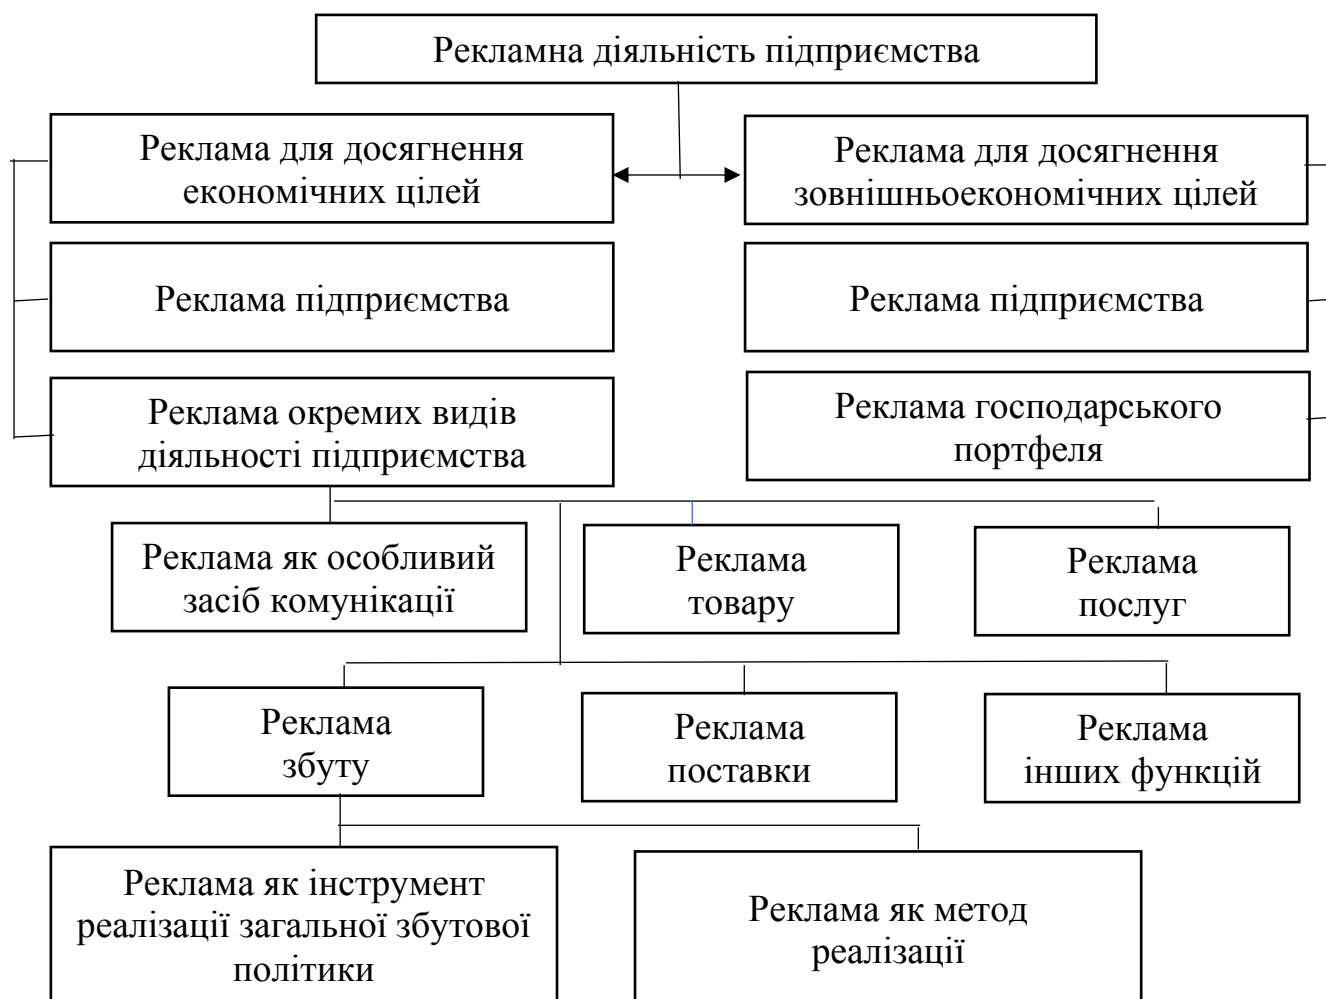 Рекламна діяльність підприємства
Реклама для досягнення
економічних цілей
Реклама для досягнення
зовнішньоекономічних цілей
Реклама підприємства
Реклама підприємства
Реклама окремих видів
діяльності підприємства
Реклама господарського
портфеля
Реклама як особливий
засіб комунікації
Реклама
товару
Реклама
послуг
Реклама
збуту
Реклама
поставки
Реклама
інших функцій
Реклама як інструмент
реалізації загальної збутової
політики
Реклама як метод
реалізації